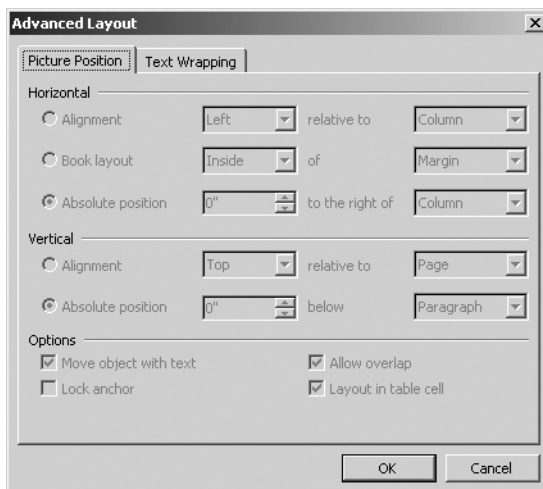 Advanced Layout
Picture Position Text Wrapping
Horizontal
Alignment Left relative to Column
Book layout Inside of Margin
Absolute position 0" to the right of Column
Vertical
Alignment Top relative to Page
Absolute position 0" below Paragraph
Options
Move object with text Allow overlap
Lock anchor Layout in table cell
OK Cancel